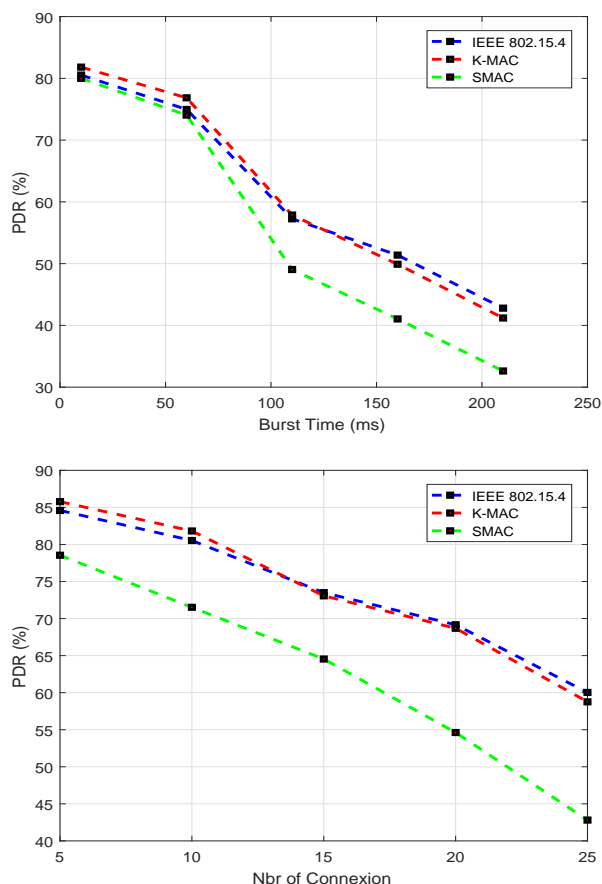 90
80
70
60
50
40
30
PDR (%)
0 50 100 150 200 250
Burst Time (ms)
IEEE 802.15.4
K-MAC
SMAC
90
85
80
75
70
65
60
55
50
45
40
PDR (%)
5 10 15 20 25
Nbr of Connexion
IEEE 802.15.4
K-MAC
SMAC